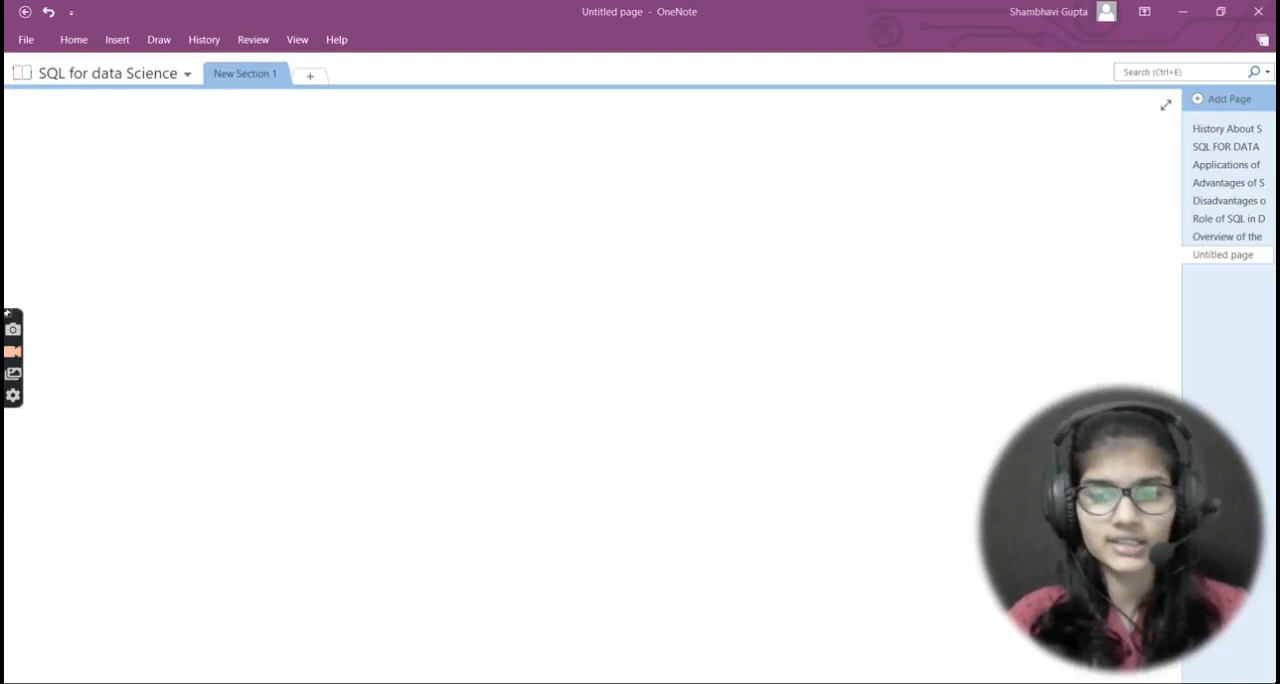 Untitled page - OneNote
Shambhavi Gupta
File Home Insert Draw History Review View Help
SQL for data Science
New Section 1
+
Search (Ctrl+E)
Add Page
History About S
SQL FOR DATA
Applications of
Advantages of S
Disadvantages o
Role of SQL in D
Overview of the
Untitled page